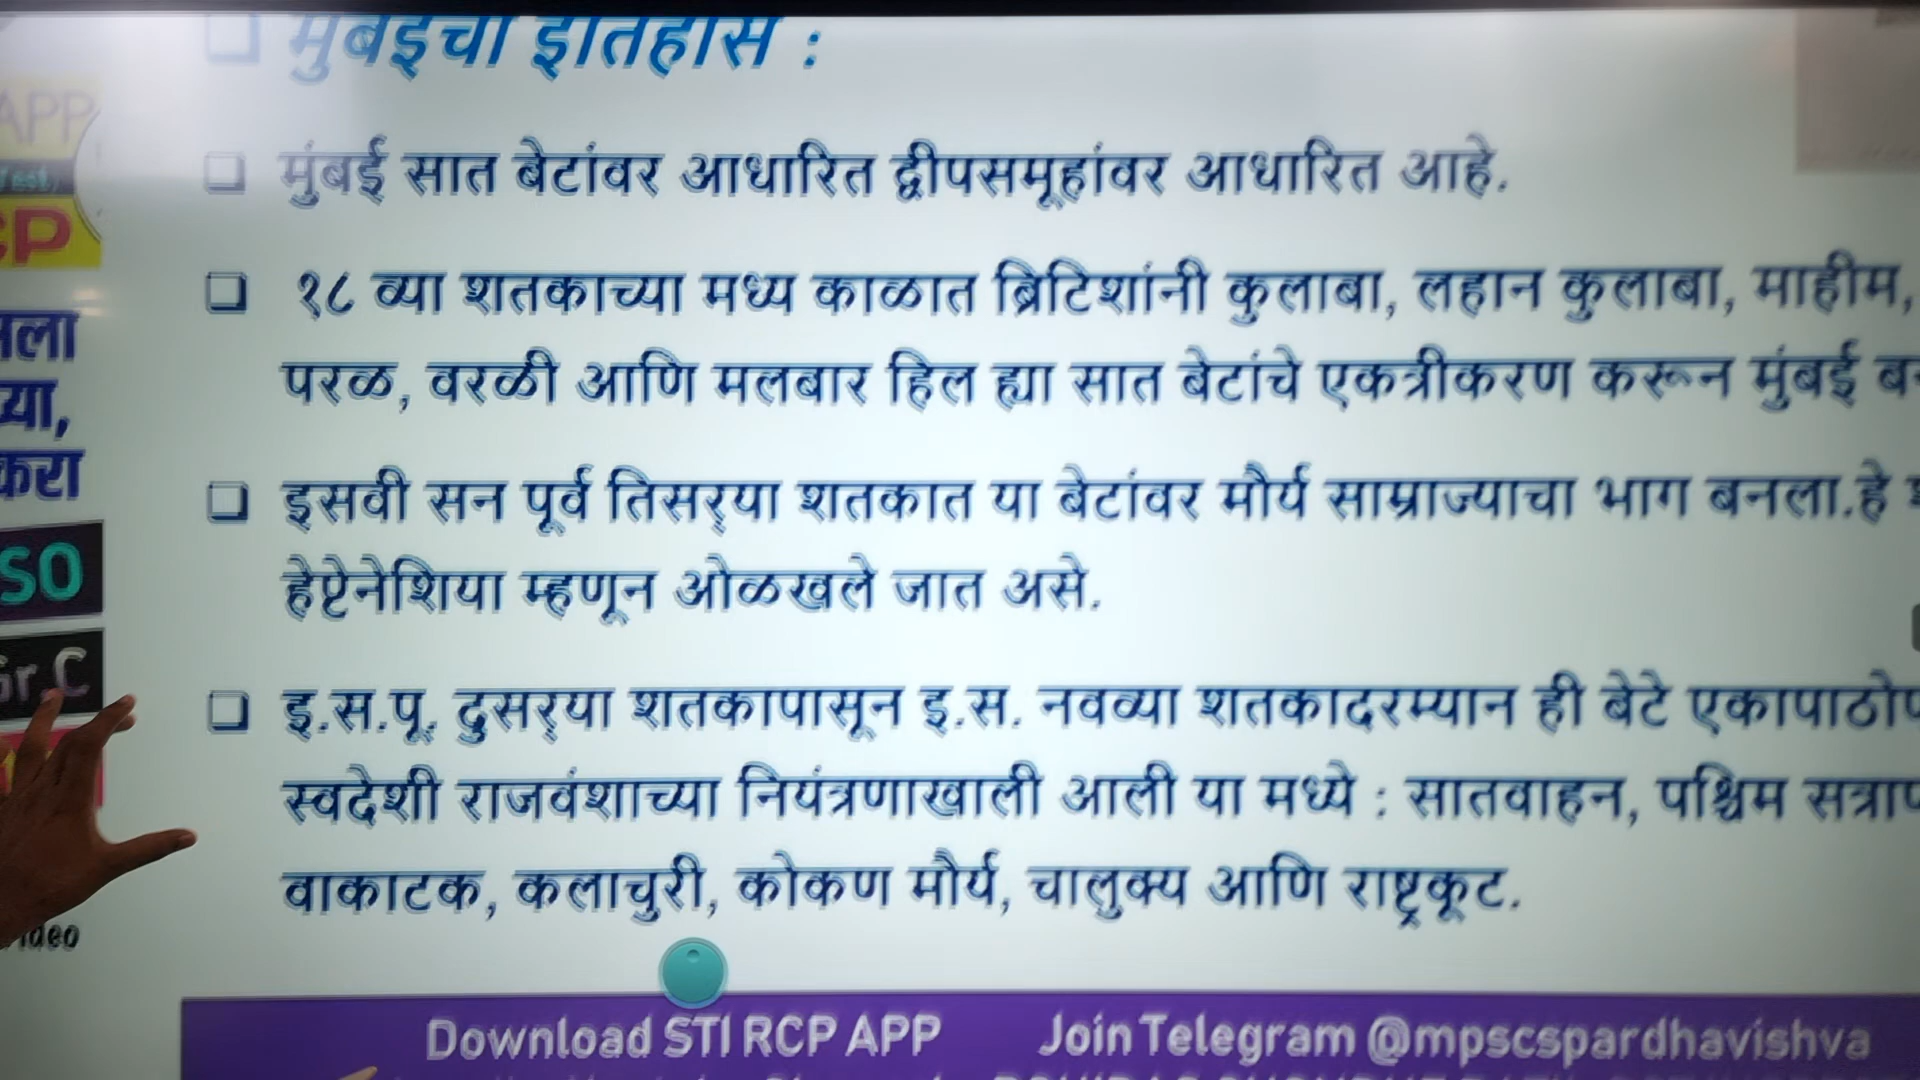 मुंबईचा इतिहास :
मुंबई सात बेटांवर आधारित द्वीपसमूहांवर आधारित आहे.
१८ व्या शतकाच्या मध्य काळात ब्रिटिशांनी कुलाबा, लहान कुलाबा, माहीम,
परळ, वरळी आणि मलबार हिल ह्या सात बेटांचे एकत्रीकरण करून मुंबई
इसवी सन पूर्व तिसऱ्या शतकात या बेटांवर मौर्य साम्राज्याचा भाग बनला.हे
हेप्टेनेशिया म्हणून ओळखले जात असे.
इ.स.पू. दुसऱ्या शतकापासून इ.स. नवव्या शतकादरम्यान ही बेटे
स्वदेशी राजवंशाच्या नियंत्रणाखाली आली या मध्ये : सातवाहन, पश्चिम
वाकाटक, कलाचुरी, कोकण मौर्य, चालुक्य आणि राष्ट्रकूट.
APP
CP
करा
SO
Gr.C
Video
Download STI RCP APP Join Telegram @mpscspardhavishva